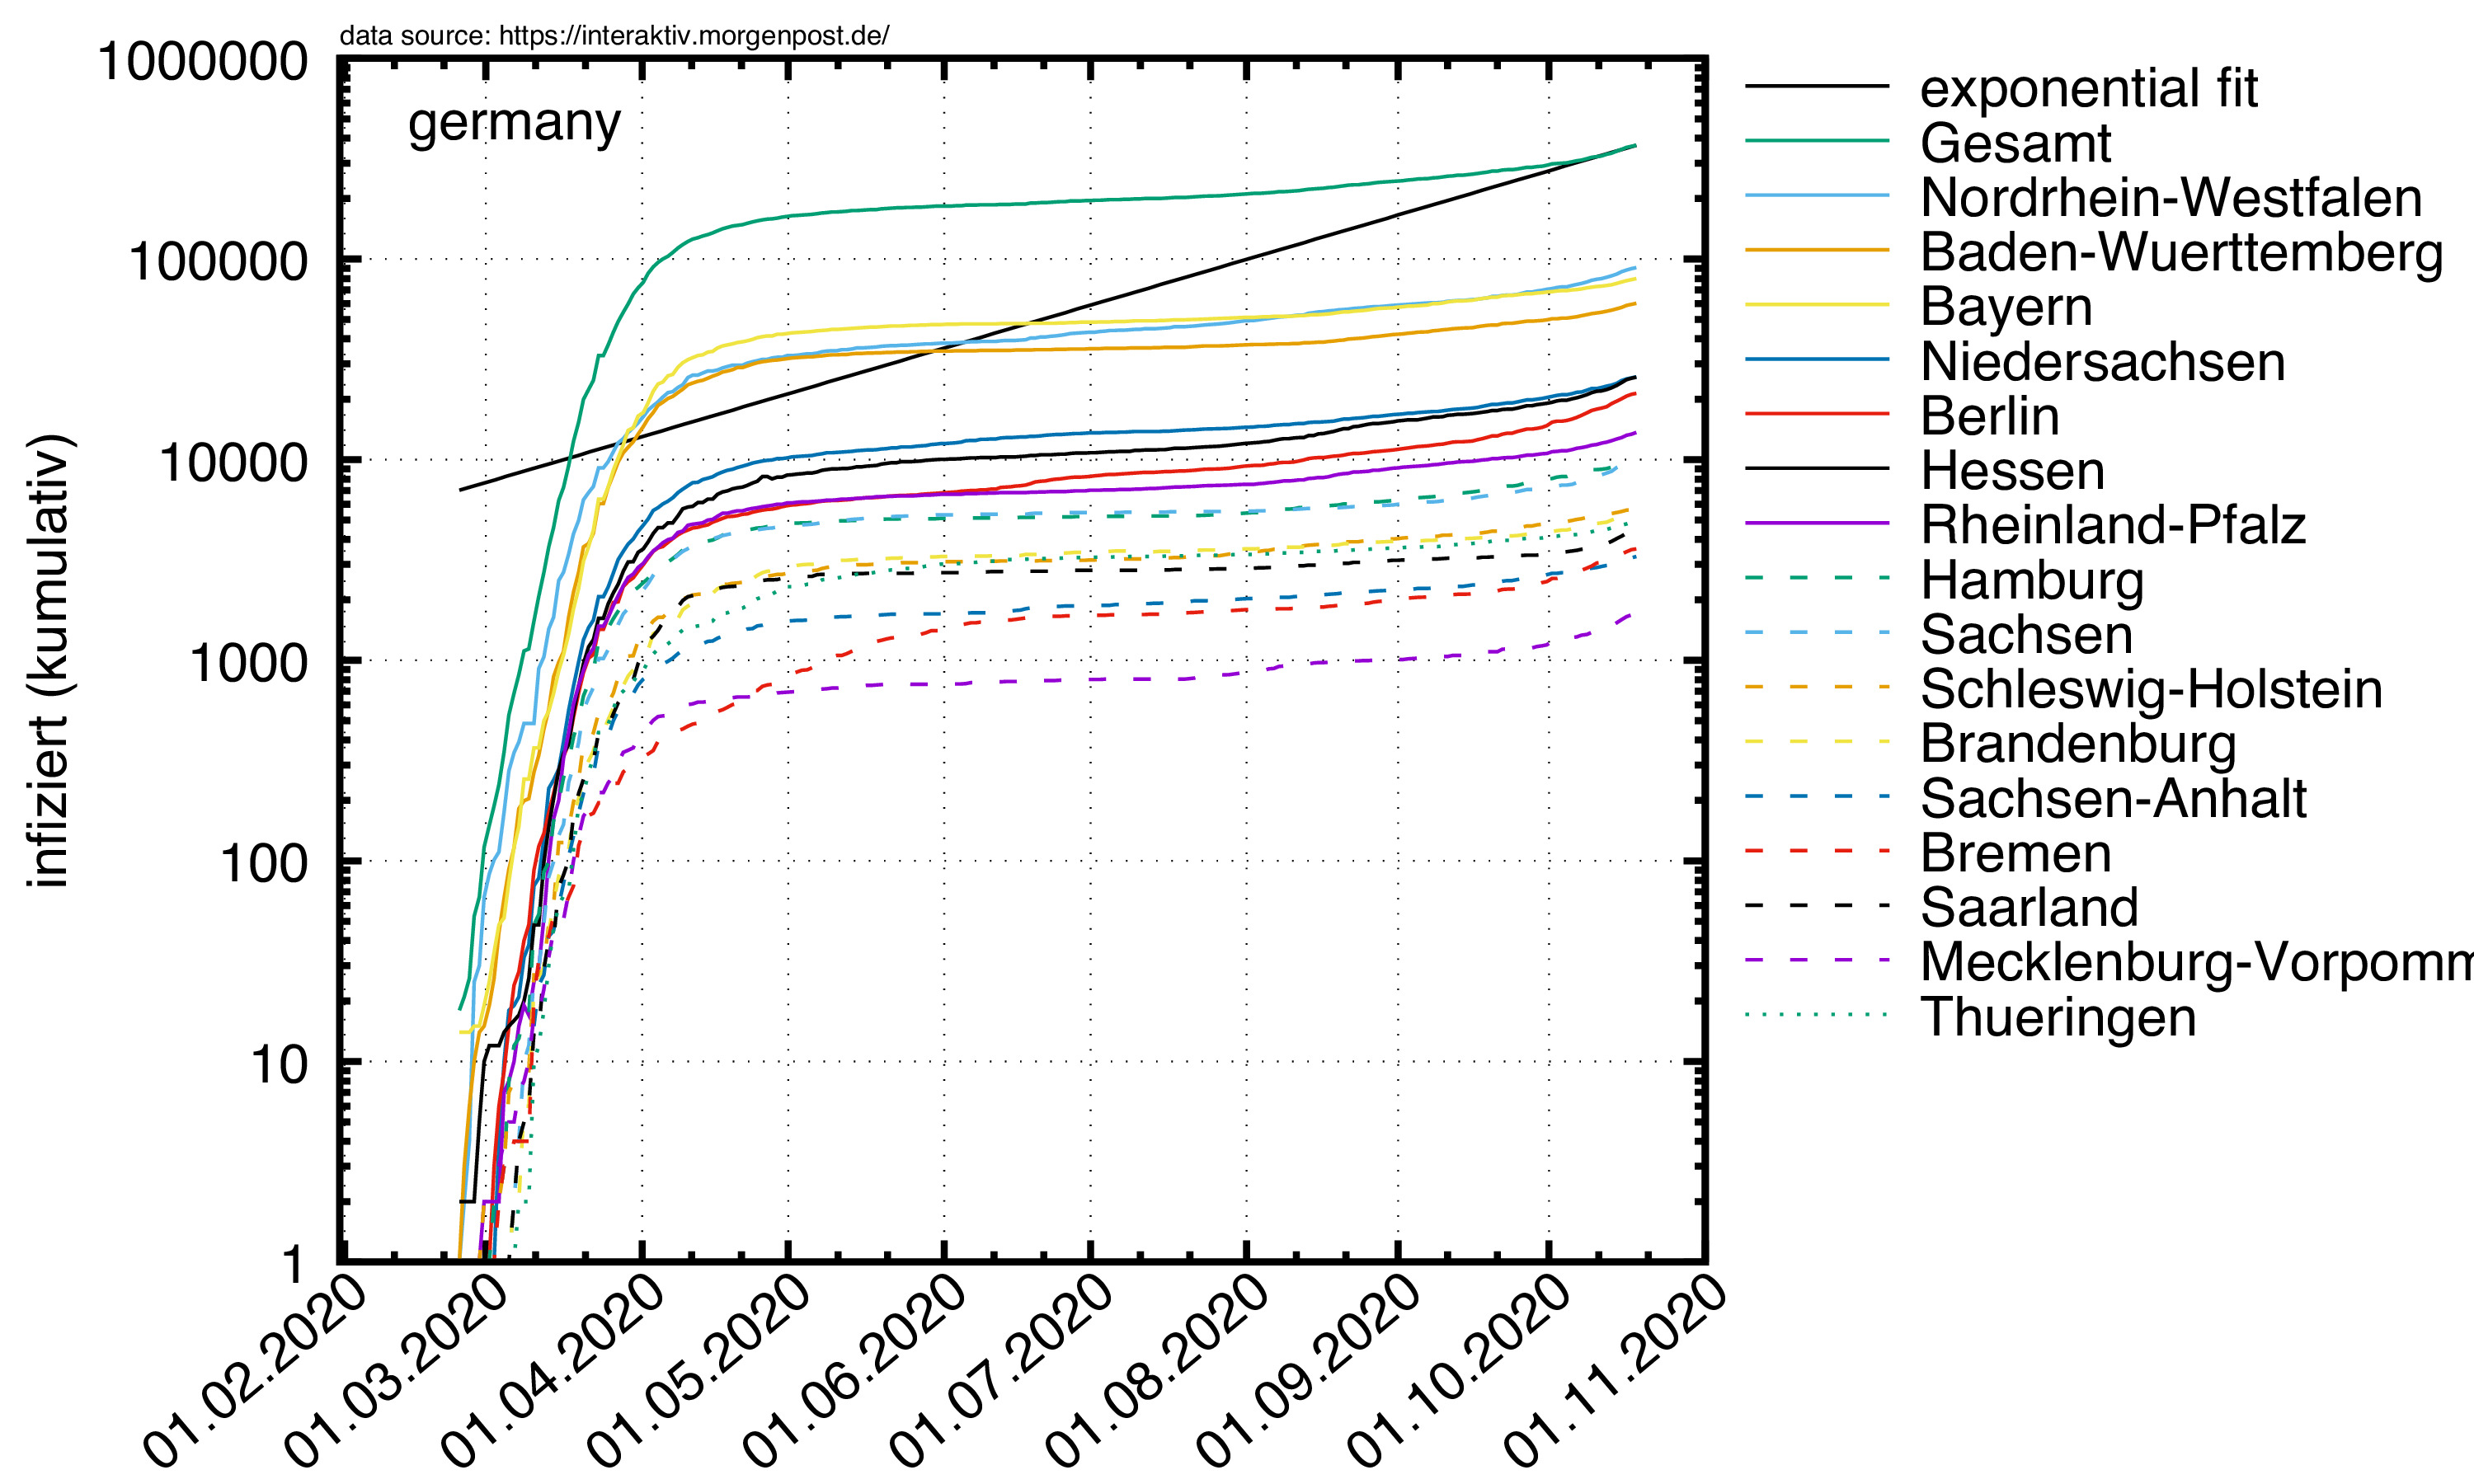 data source: https://interaktiv.morgenpost.de/
germany
infiziert (kumulativ)
1000000
100000
10000
1000
100
10
1
01.02.2020
01.03.2020
01.04.2020
01.05.2020
01.06.2020
01.07.2020
01.08.2020
01.09.2020
01.10.2020
01.11.2020
exponential fit
Gesamt
Nordrhein-Westfalen
Baden-Wuerttemberg
Bayern
Niedersachsen
Berlin
Hessen
Rheinland-Pfalz
Hamburg
Sachsen
Schleswig-Holstein
Brandenburg
Sachsen-Anhalt
Bremen
Saarland
Mecklenburg-Vorpomm
Thueringen